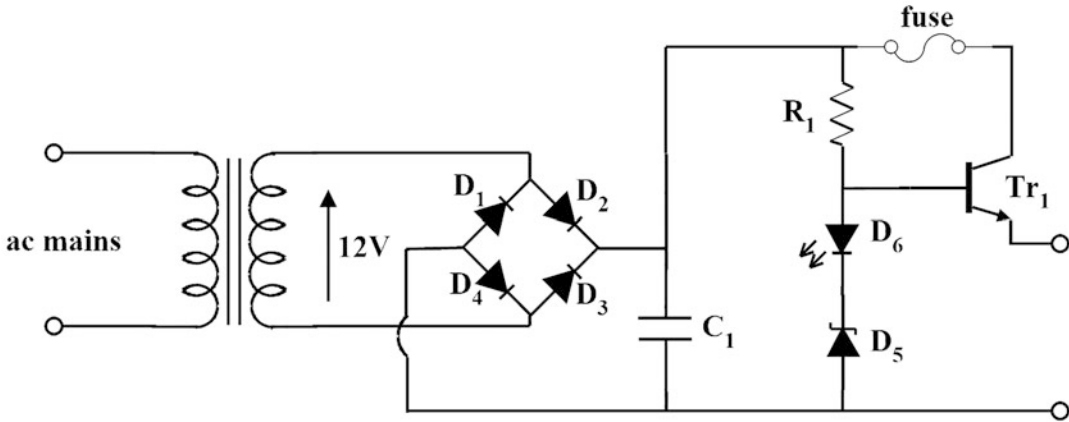 fuse
R₁
Tr₁
D₁
D₂
ac mains
12V
D₆
D₄
D₃
C₁
D₅